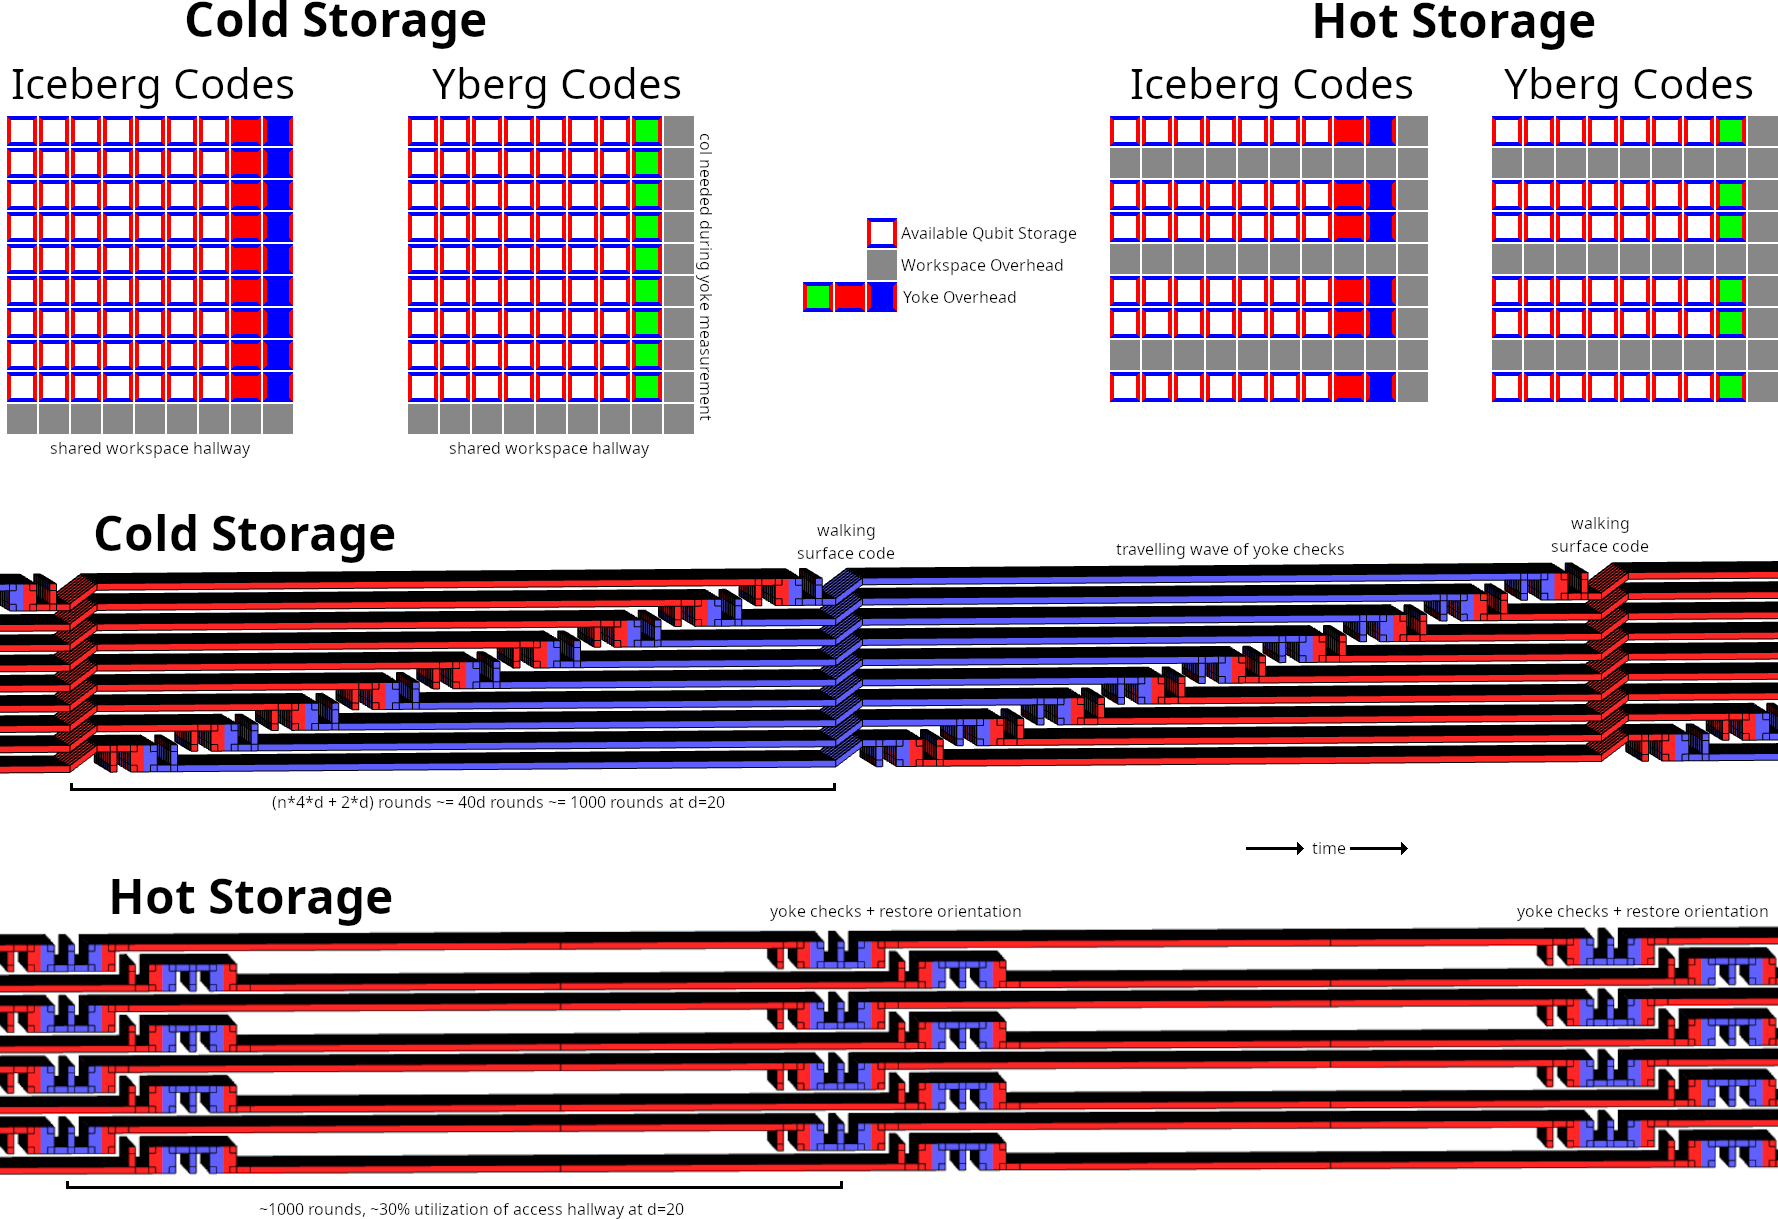 Cold Storage
Hot Storage
Iceberg Codes
Yberg Codes
Iceberg Codes
Yberg Codes
col needed during yoke measurement
Available Qubit Storage
Workspace Overhead
Yoke Overhead
shared workspace hallway
shared workspace hallway
Cold Storage
walking
surface code
travelling wave of yoke checks
walking
surface code
(n*4*d + 2*d) rounds ~= 40d rounds ~= 1000 rounds at d=20
time
Hot Storage
yoke checks + restore orientation
yoke checks + restore orientation
~1000 rounds, ~30% utilization of access hallway at d=20